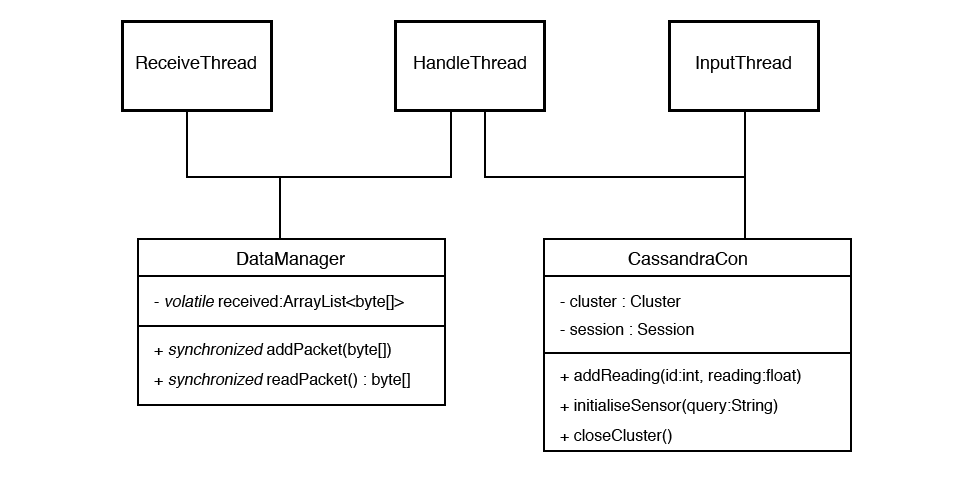 ReceiveThread
HandleThread
InputThread
DataManager
- volatile received:ArrayList<byte[]>
+ synchronized addPacket(byte[])
+ synchronized readPacket() : byte[]
CassandraCon
- cluster : Cluster
- session : Session
+ addReading(id:int, reading:float)
+ initialiseSensor(query:String)
+ closeCluster()